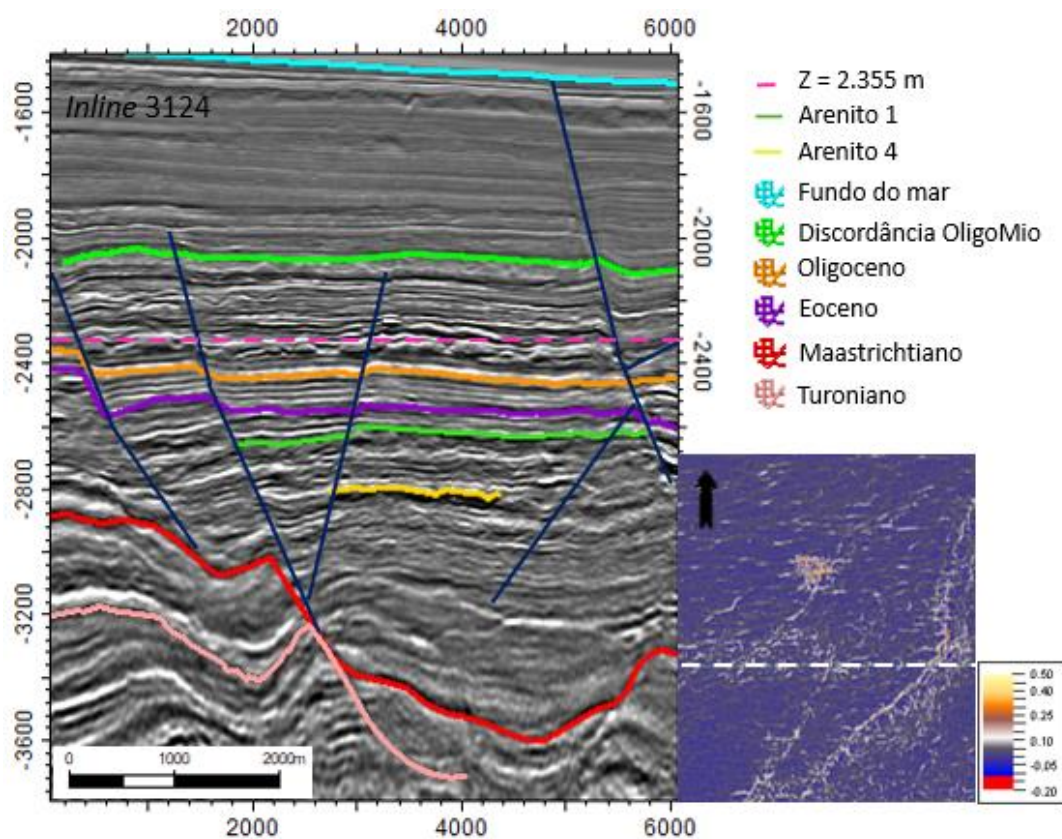 2000 4000 6000
Inline 3124
-1600
-2000
-2400
-2800
-3200
-3600
-1600
-2000
-2400
0 1000 2000m
2000 4000 6000
Z = 2.355 m
Arenito 1
Arenito 4
Fundo do mar
Discordância OligoMio
Oligoceno
Eoceno
Maastrichtiano
Turoniano
0.50
0.40
0.25
0.10
-0.05
-0.20